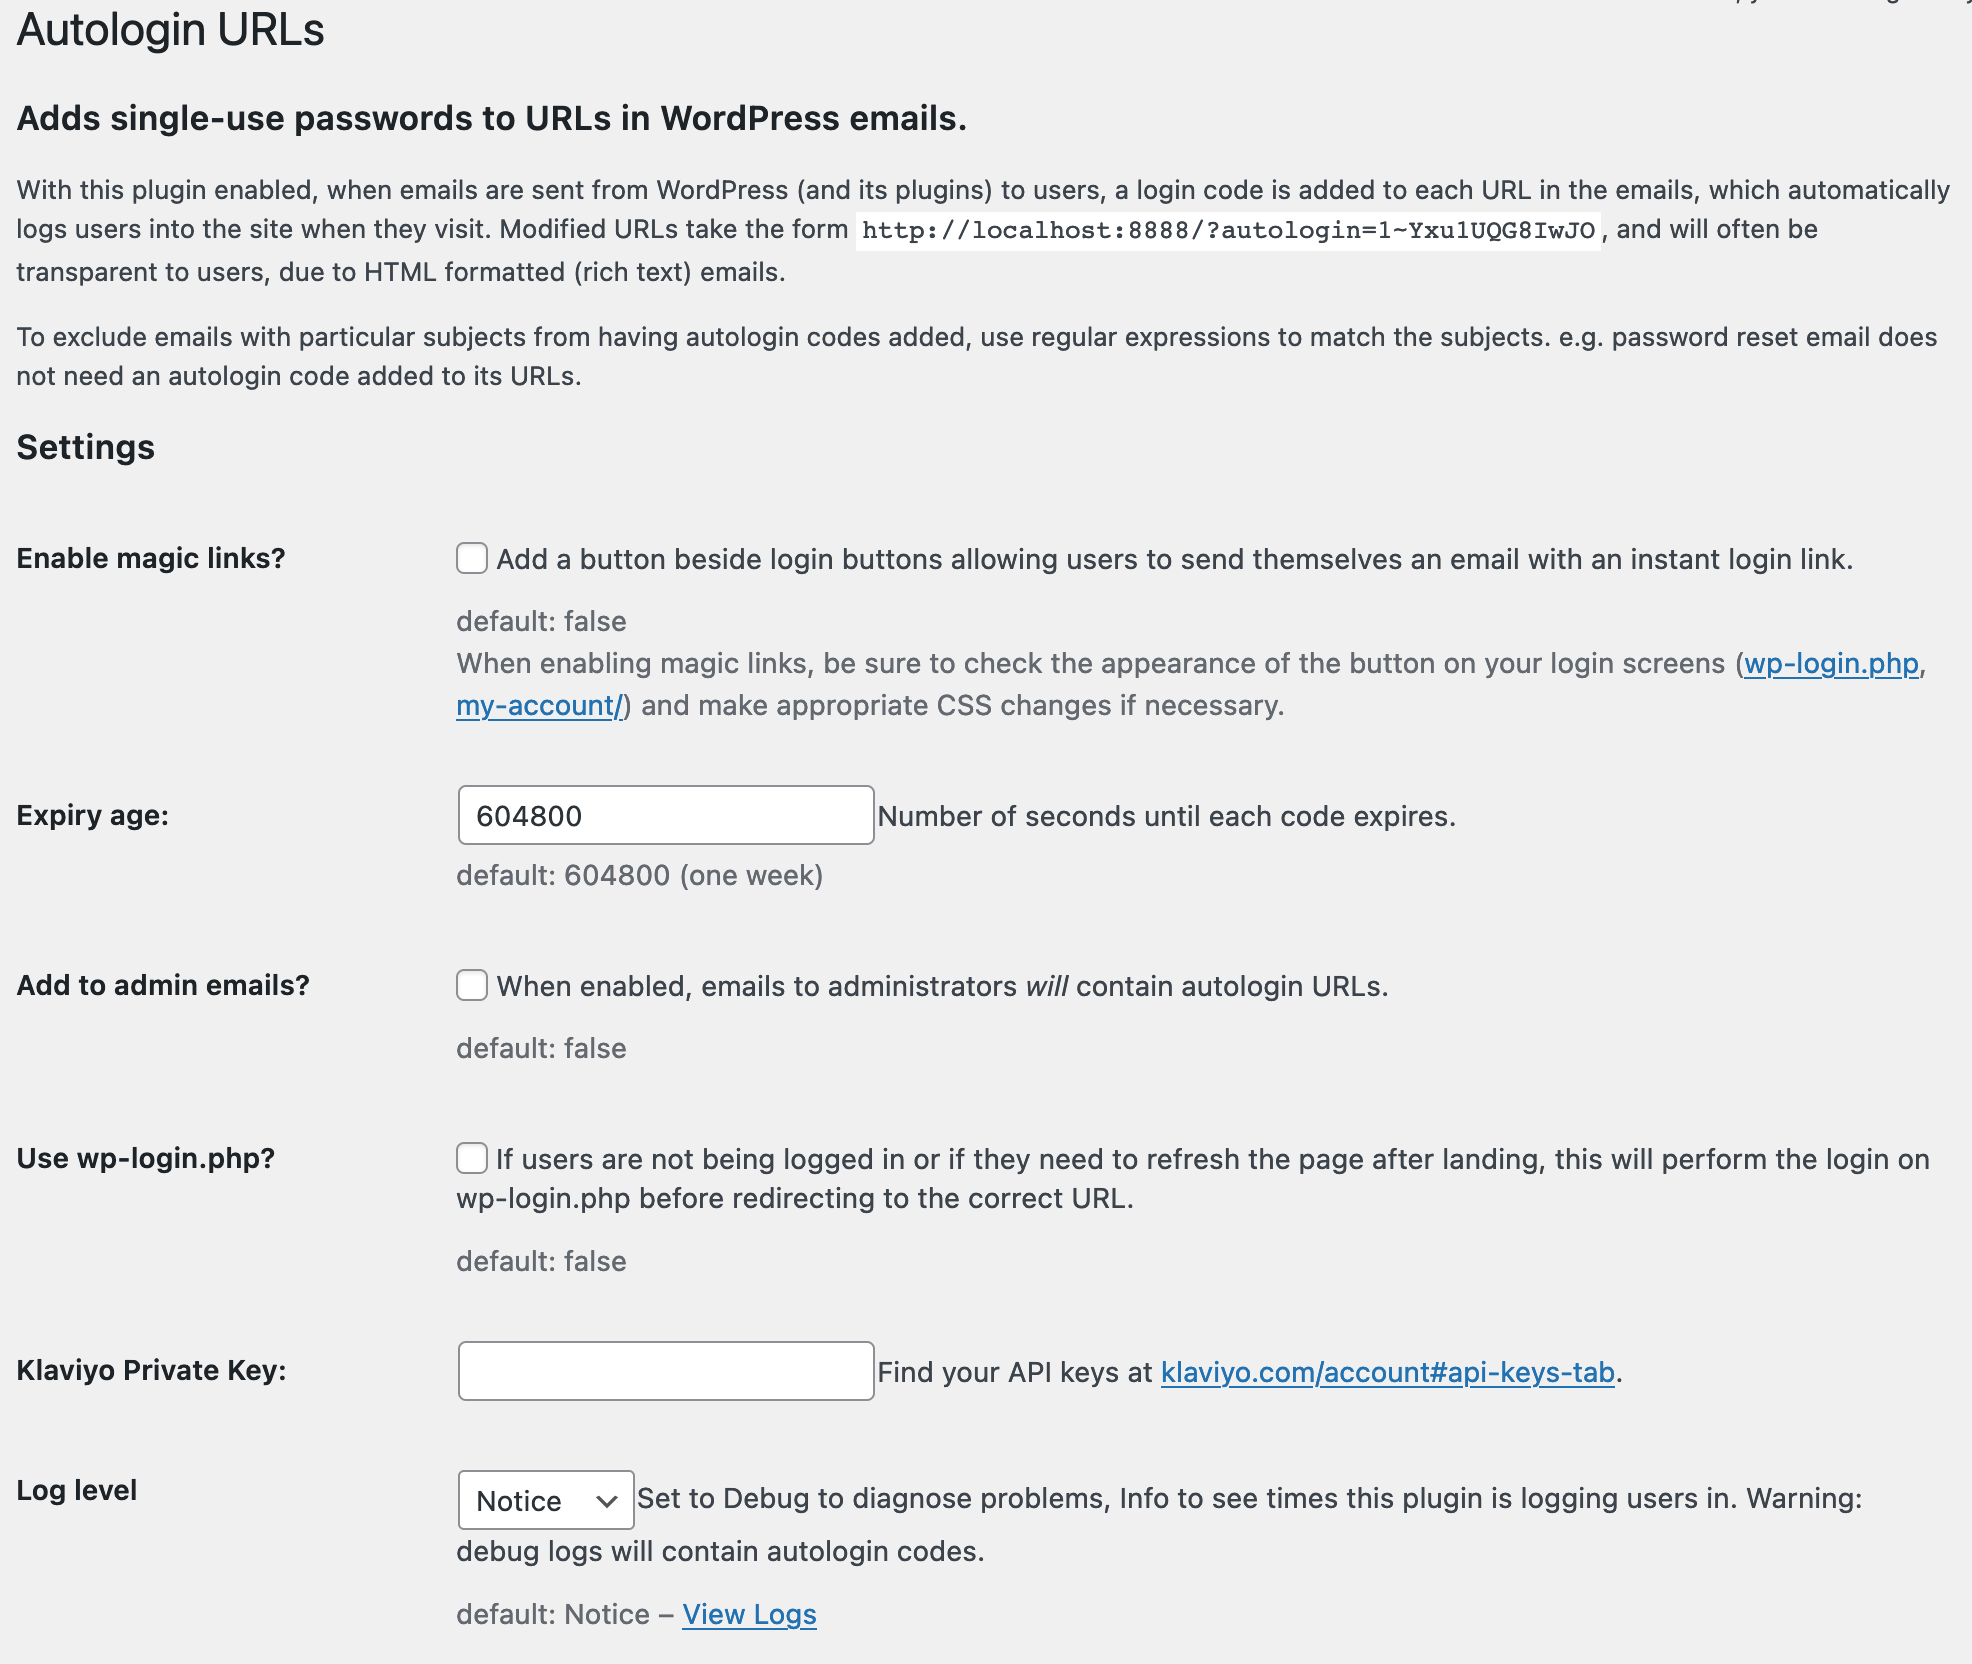 Autologin URLs
Adds single-use passwords to URLs in WordPress emails.
With this plugin enabled, when emails are sent from WordPress (and its plugins) to users, a login code is added to each URL in the emails, which automatically
logs users into the site when they visit. Modified URLs take the form http://localhost:8888/?autologin=1~Yxu1UQG8IwJO, and will often be
transparent to users, due to HTML formatted (rich text) emails.
To exclude emails with particular subjects from having autologin codes added, use regular expressions to match the subjects. e.g. password reset email does
not need an autologin code added to its URLs.
Settings
Enable magic links? Add a button beside login buttons allowing users to send themselves an email with an instant login link.
default: false
When enabling magic links, be sure to check the appearance of the button on your login screens (wp-login.php,
my-account/) and make appropriate CSS changes if necessary.
Expiry age: 604800 Number of seconds until each code expires.
default: 604800 (one week)
Add to admin emails? When enabled, emails to administrators will contain autologin URLs.
default: false
Use wp-login.php? If users are not being logged in or if they need to refresh the page after landing, this will perform the login on
wp-login.php before redirecting to the correct URL.
default: false
Klaviyo Private Key: Find your API keys at klaviyo.com/account#api-keys-tab.
Log level Notice Set to Debug to diagnose problems, Info to see times this plugin is logging users in. Warning:
debug logs will contain autologin codes.
default: Notice – View Logs